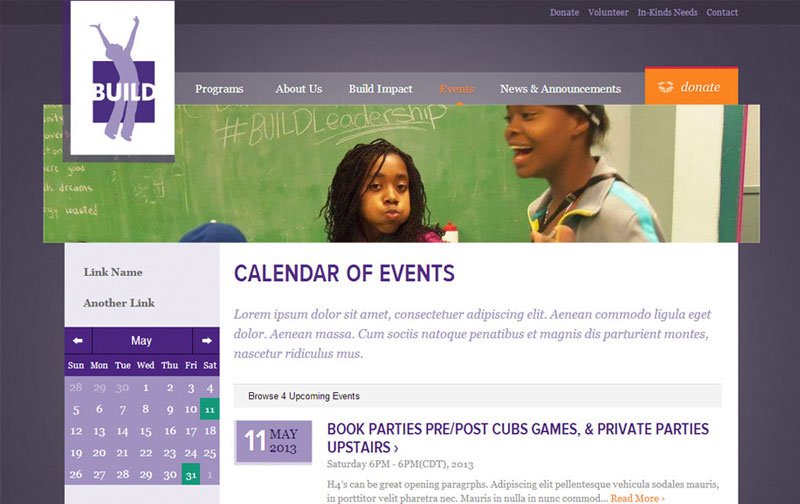 Donate Volunteer In-Kinds Needs Contact
BUILD
Programs About Us Build Impact Events News & Announcements donate
#BUILDLeadership
good
dreams
wasted
Link Name
Another Link
May
Sun Mon Tue Wed Thu Fri Sat
28 29 30 1 2 3 4
5 6 7 8 9 10 11
12 13 14 15 16 17 18
19 20 21 22 23 24 25
26 27 28 29 30 31 1
CALENDAR OF EVENTS
Lorem ipsum dolor sit amet, consectetuer adipiscing elit. Aenean commodo ligula eget
dolor. Aenean massa. Cum sociis natoque penatibus et magnis dis parturient montes,
nascetur ridiculus mus.
Browse 4 Upcoming Events
11 MAY
2013
BOOK PARTIES PRE/POST CUBS GAMES, & PRIVATE PARTIES
UPSTAIRS ›
Saturday 6PM - 6PM(CDT), 2013
H4's can be great opening paragrphs. Adipiscing elit pellentesque vehicula sodales mauris,
in porttitor velit pharetra nec. Mauris in nulla in nunc commod... Read More ›